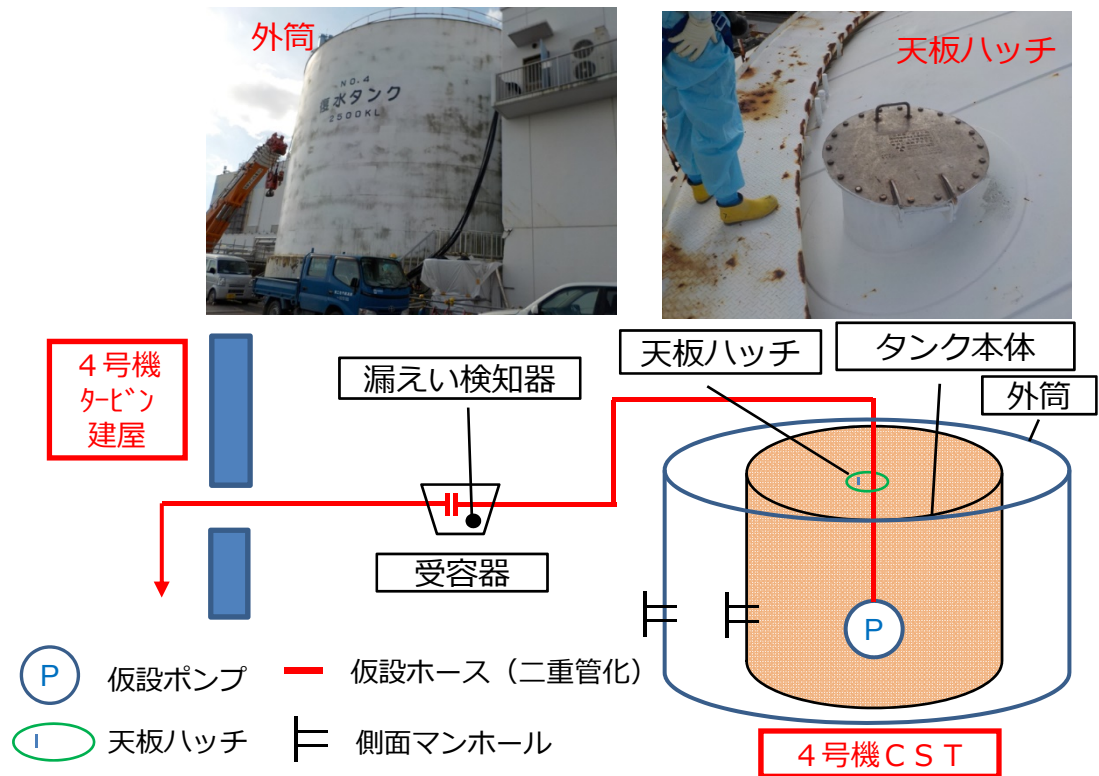 外筒
NO.4
復水タンク
2500KL
天板ハッチ
４号機
ﾀｰﾋﾞﾝ
建屋
漏えい検知器
天板ハッチ
タンク本体
外筒
受容器
P
P
仮設ポンプ
仮設ホース（二重管化）
天板ハッチ
側面マンホール
４号機ＣＳＴ